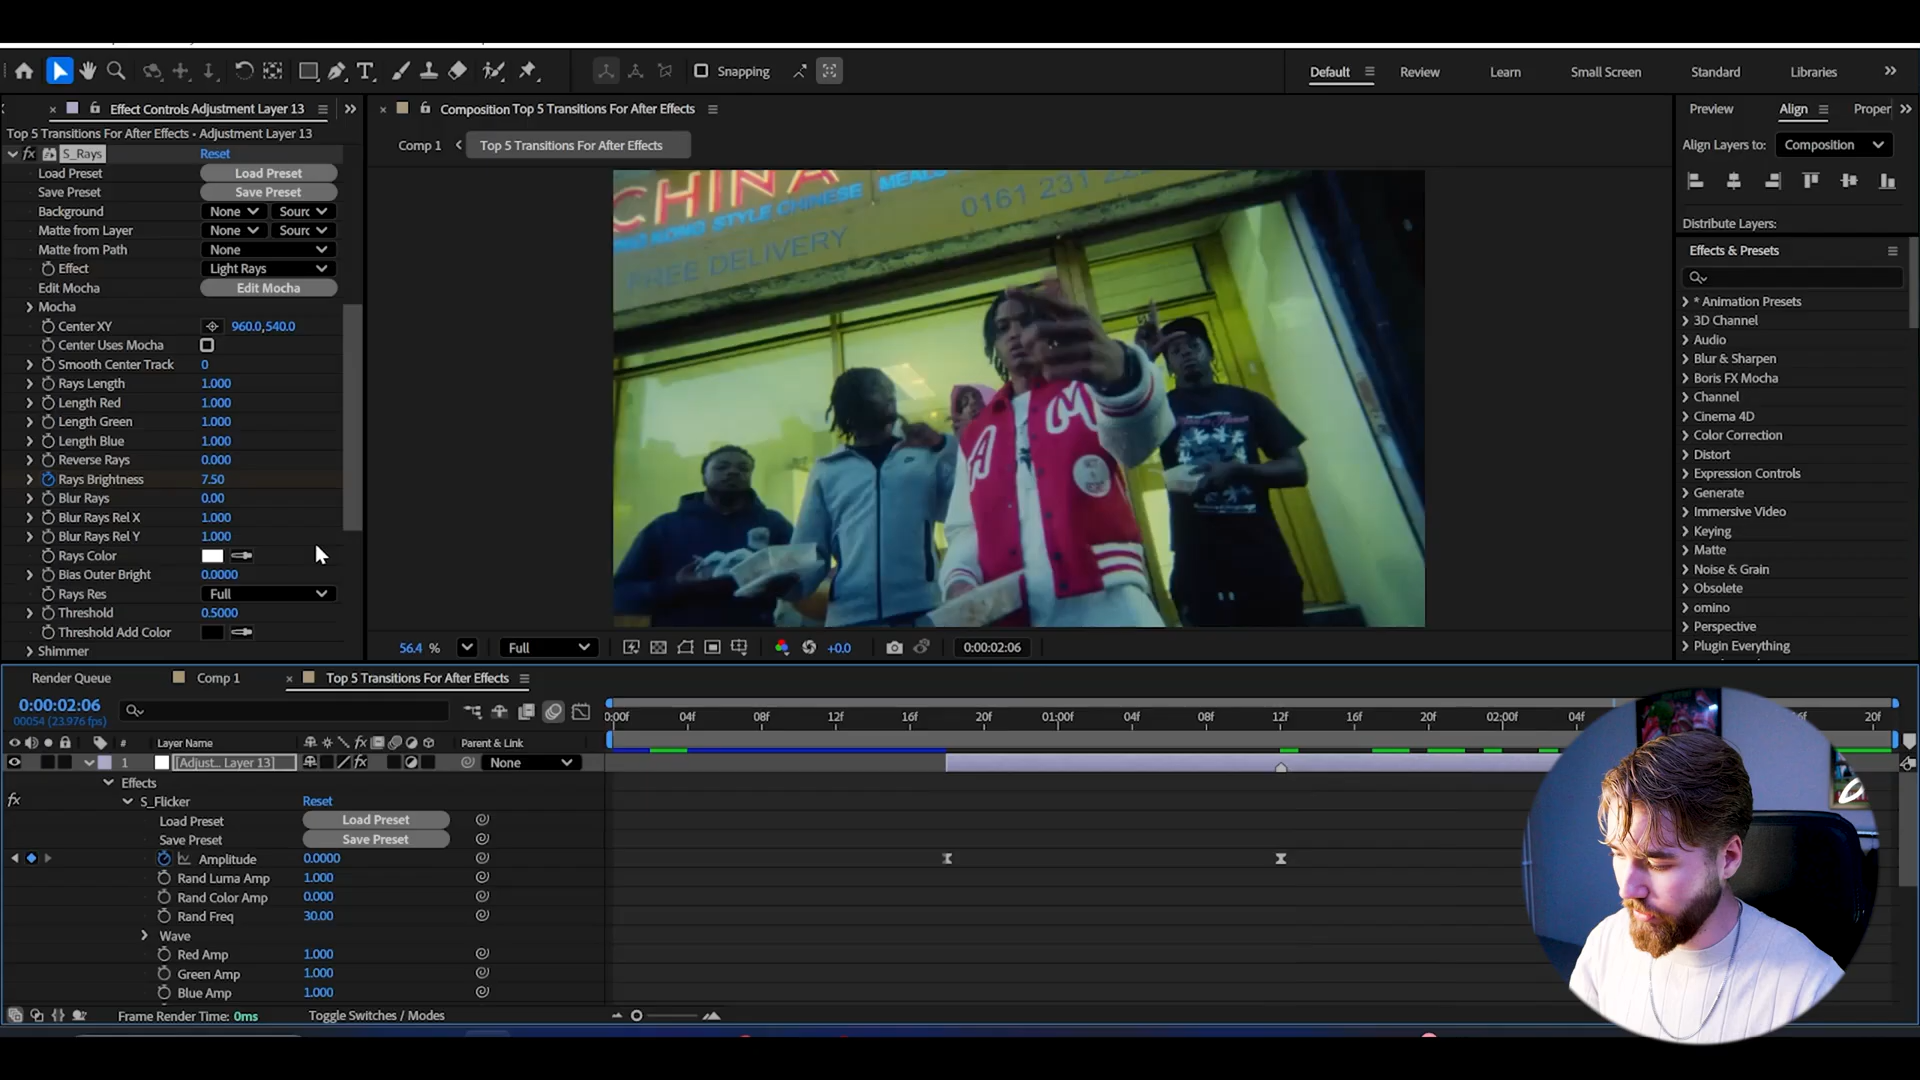 Snapping
Default
Review
Learn
Small Screen
Standard
Libraries
Effect Controls Adjustment Layer 13
Composition Top 5 Transitions For After Effects
Preview
Align
Proper
Top 5 Transitions For After Effects • Adjustment Layer 13
Comp 1
Top 5 Transitions For After Effects
Align Layers to:
Composition
fx S_Rays Reset
Load Preset Load Preset
Save Preset Save Preset
Background None Sourc
Matte from Layer None Sourc
Matte from Path None
Effect Light Rays
Edit Mocha Edit Mocha
Mocha
Center XY 960.0,540.0
Center Uses Mocha
Smooth Center Track 0
Rays Length 1.000
Length Red 1.000
Length Green 1.000
Length Blue 1.000
Reverse Rays 0.000
Rays Brightness 7.50
Blur Rays 0.00
Blur Rays Rel X 1.000
Blur Rays Rel Y 1.000
Rays Color
Bias Outer Bright 0.0000
Rays Res Full
Threshold 0.5000
Threshold Add Color
Shimmer
CHINA
HONG KONG STYLE CHINESE MEALS
0161 231 222
FREE DELIVERY
A M
56.4 %
Full
+0.0
0:00:02:06
Distribute Layers:
Effects & Presets
* Animation Presets
3D Channel
Audio
Blur & Sharpen
Boris FX Mocha
Channel
Cinema 4D
Color Correction
Distort
Expression Controls
Generate
Immersive Video
Keying
Matte
Noise & Grain
Obsolete
omino
Perspective
Plugin Everything
Render Queue
Comp 1
Top 5 Transitions For After Effects
0:00:02:06
00054 (23.976 fps)
0:00f 04f 08f 12f 16f 20f 01:00f 04f 08f 12f 16f 20f 02:00f 04f 20f
# Layer Name fx Parent & Link
1 [Adjust... Layer 13] fx None
Effects
fx S_Flicker Reset
Load Preset Load Preset
Save Preset Save Preset
Amplitude 0.0000
Rand Luma Amp 1.000
Rand Color Amp 0.000
Rand Freq 30.00
Wave
Red Amp 1.000
Green Amp 1.000
Blue Amp 1.000
Frame Render Time: 0ms
Toggle Switches / Modes